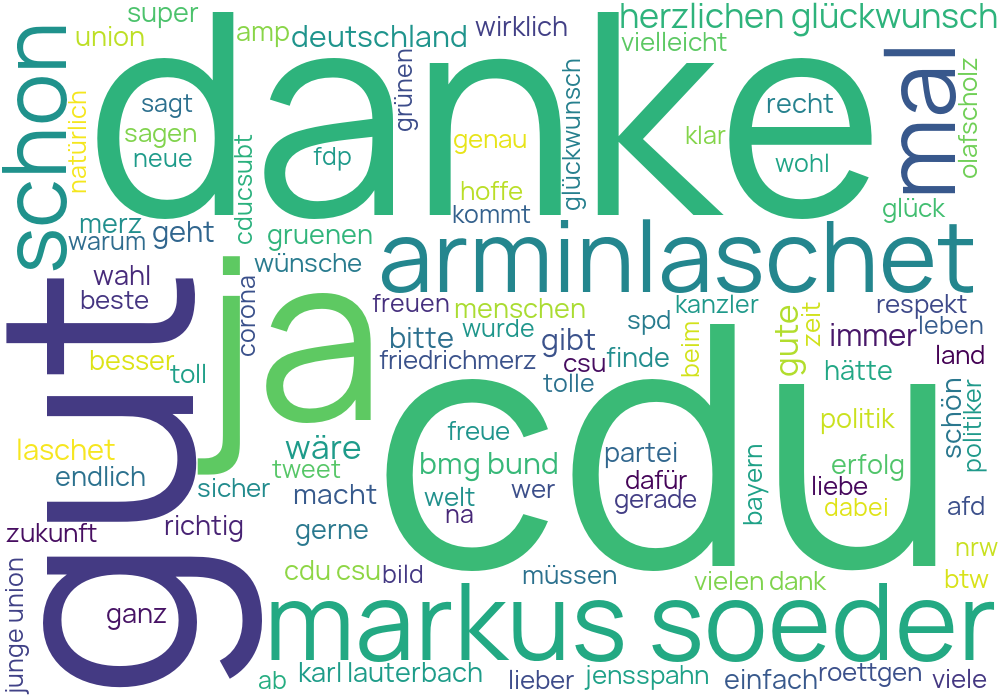 super
herzlichen glückwunsch
union
amp
deutschland
wirklich
vielleicht
schon
danke
mal
grünen
glückwunsch
olafscholz
natürlich
sagt
recht
sagen
genau
klar
neue
fdp
wohl
cducsubt
hoffe
kommt
glück
merz
warum
geht
gruenen
arminlaschet
wünsche
wahl
beste
ja
corona
freuen
menschen
kanzler
respekt
gut
bitte
wurde
gibt
spd
beim
gute
zeit
immer
leben
besser
toll
friedrichmerz
csu
finde
land
tolle
hätte
cdu
schön
politiker
laschet
wäre
freue
partei
politik
endlich
tweet
bmg bund
dafür
bayern
erfolg
sicher
macht
welt
wer
gerade
liebe
na
dabei
afd
zukunft
richtig
gerne
nrw
junge union
cdu csu
bild
müssen
vielen dank
btw
ganz
markus soeder
ab
karl lauterbach
lieber
jensspahn
einfach
roettgen
viele